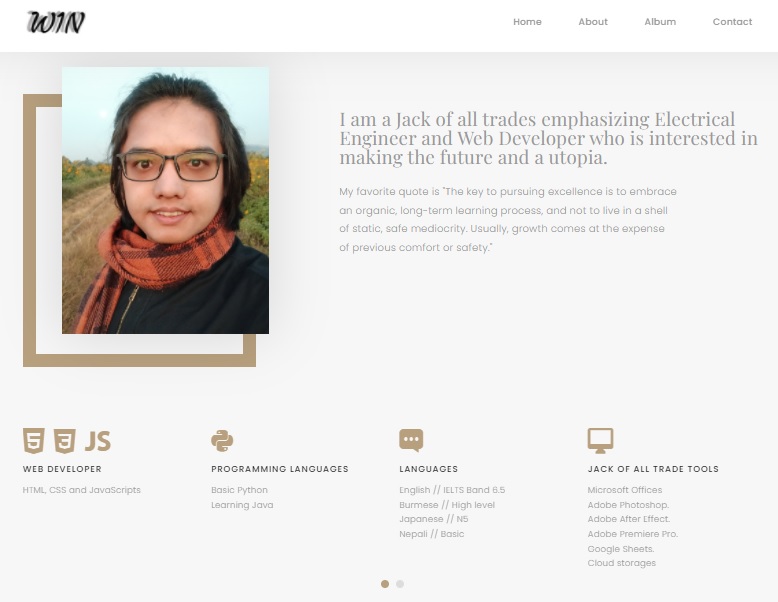 WIN
Home About Album Contact
I am a Jack of all trades emphasizing Electrical
Engineer and Web Developer who is interested in
making the future and a utopia.
My favorite quote is "The key to pursuing excellence is to embrace
an organic, long-term learning process, and not to live in a shell
of static, safe mediocrity. Usually, growth comes at the expense
of previous comfort or safety."
5 3 JS
WEB DEVELOPER
HTML, CSS and JavaScripts
PROGRAMMING LANGUAGES
Basic Python
Learning Java
LANGUAGES
English // IELTS Band 6.5
Burmese // High level
Japanese // N5
Nepali // Basic
JACK OF ALL TRADE TOOLS
Microsoft Offices
Adobe Photoshop.
Adobe After Effect.
Adobe Premiere Pro.
Google Sheets.
Cloud storages